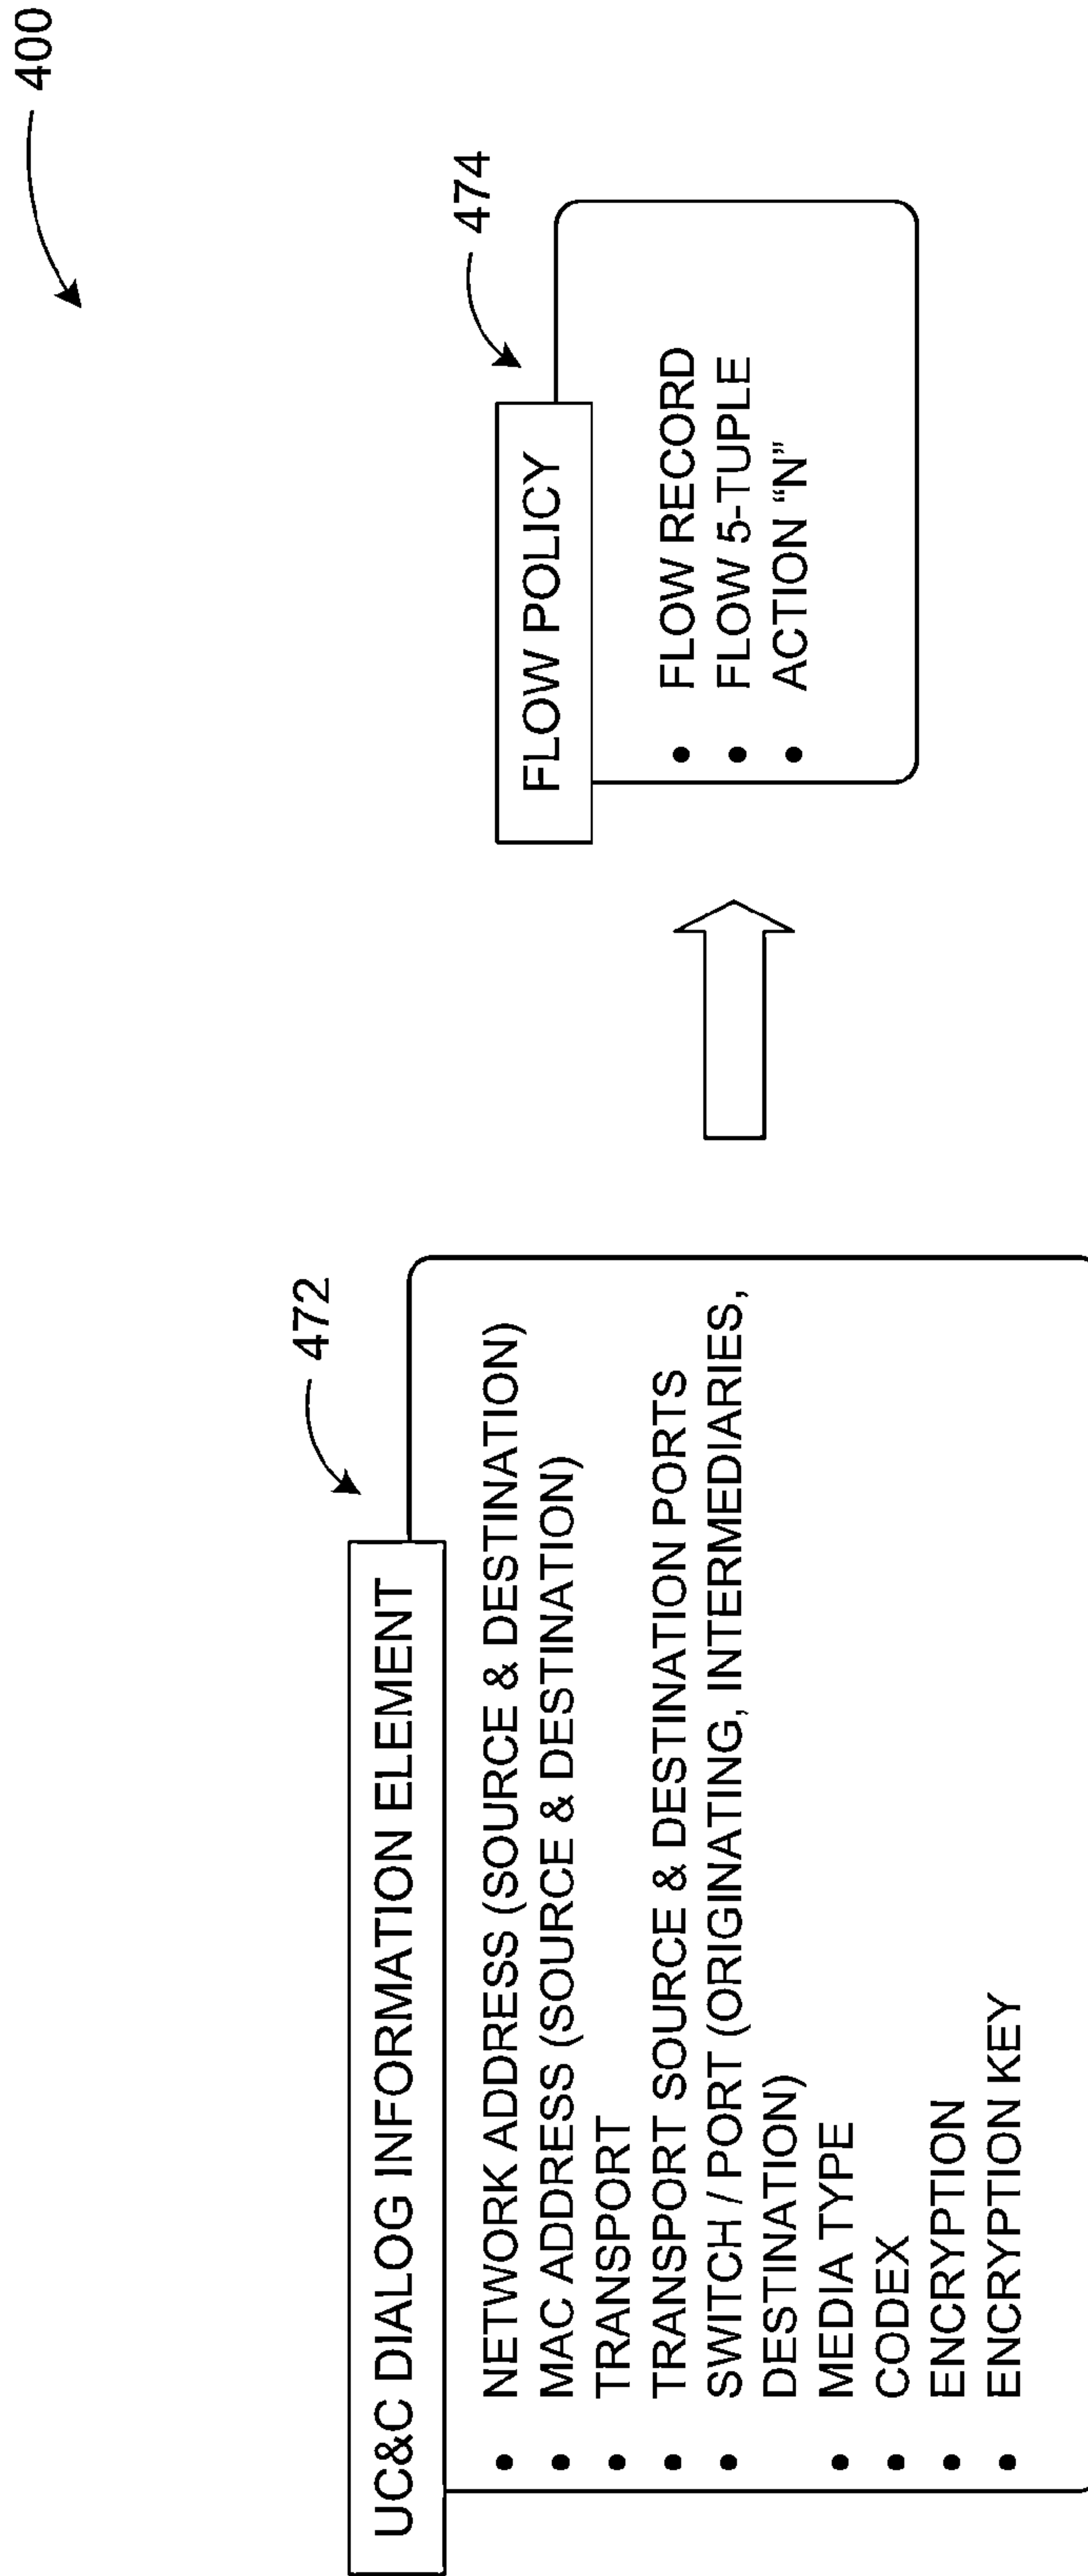 400
472
UC&C DIALOG INFORMATION ELEMENT
• NETWORK ADDRESS (SOURCE & DESTINATION)
• MAC ADDRESS (SOURCE & DESTINATION)
• TRANSPORT
• TRANSPORT SOURCE & DESTINATION PORTS
• SWITCH / PORT (ORIGINATING, INTERMEDIARIES,
DESTINATION)
• MEDIA TYPE
• CODEX
• ENCRYPTION
• ENCRYPTION KEY
474
FLOW POLICY
• FLOW RECORD
• FLOW 5-TUPLE
• ACTION “N”